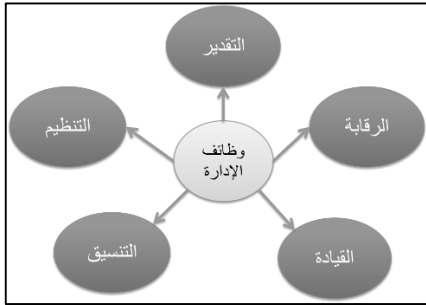 التقدير
التنظيم
الرقابة
وظائف
الإدارة
التنسيق
القيادة